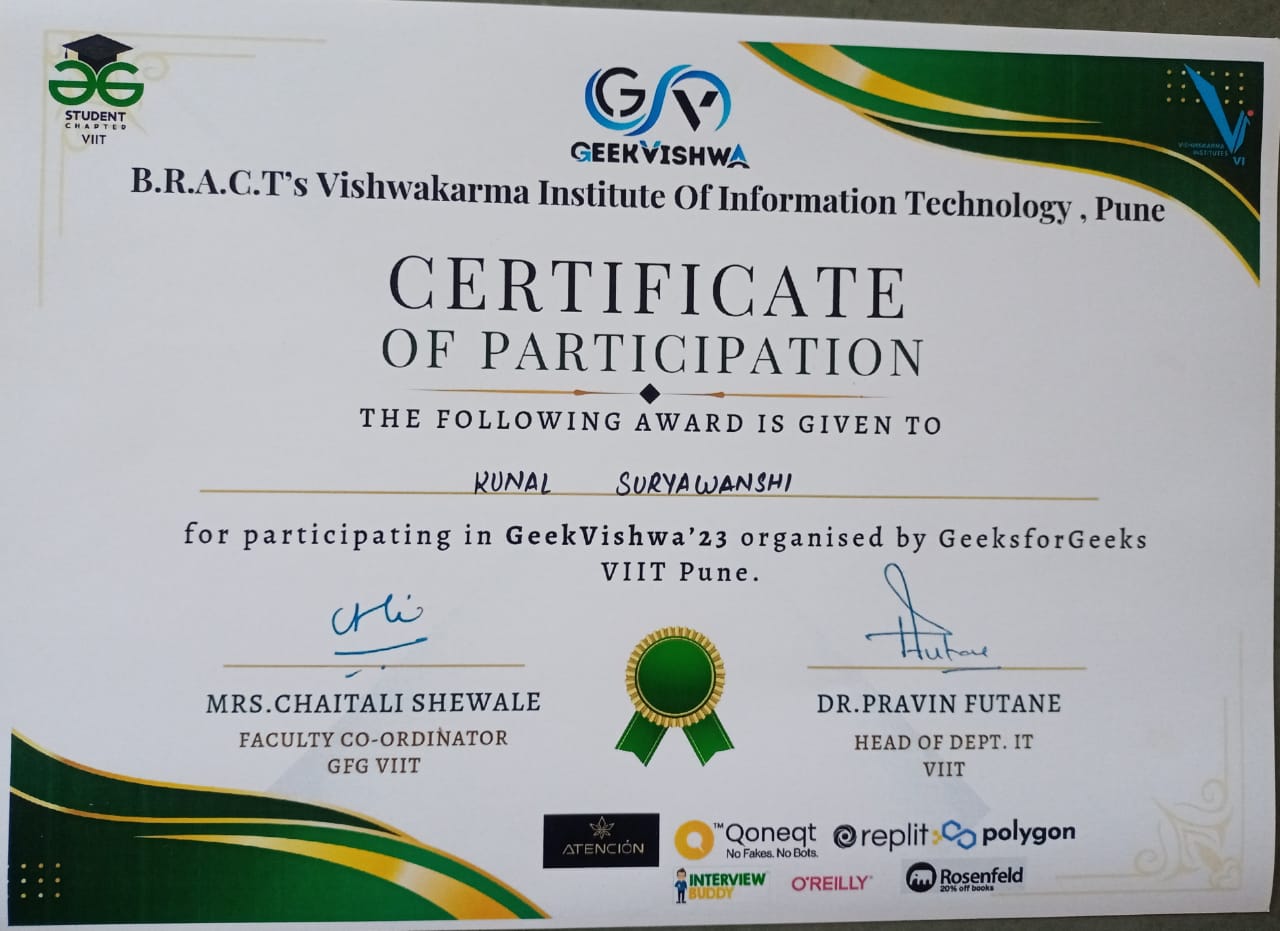 STUDENT
CHAPTER
VIIT
GEEKVISHWA
VISHWAKARMA
INSTITUTES
VI
B.R.A.C.T's Vishwakarma Institute Of Information Technology , Pune
CERTIFICATE
OF PARTICIPATION
THE FOLLOWING AWARD IS GIVEN TO
KUNAL SURYAWANSHI
for participating in GeekVishwa'23 organised by GeeksforGeeks
VIIT Pune.
MRS.CHAITALI SHEWALE
FACULTY CO-ORDINATOR
GFG VIIT
DR.PRAVIN FUTANE
HEAD OF DEPT. IT
VIIT
ATENCIÓN
Qoneqt™
No Fakes. No Bots.
replit
polygon
INTERVIEW
BUDDY
O'REILLY®
Rosenfeld
20% off books